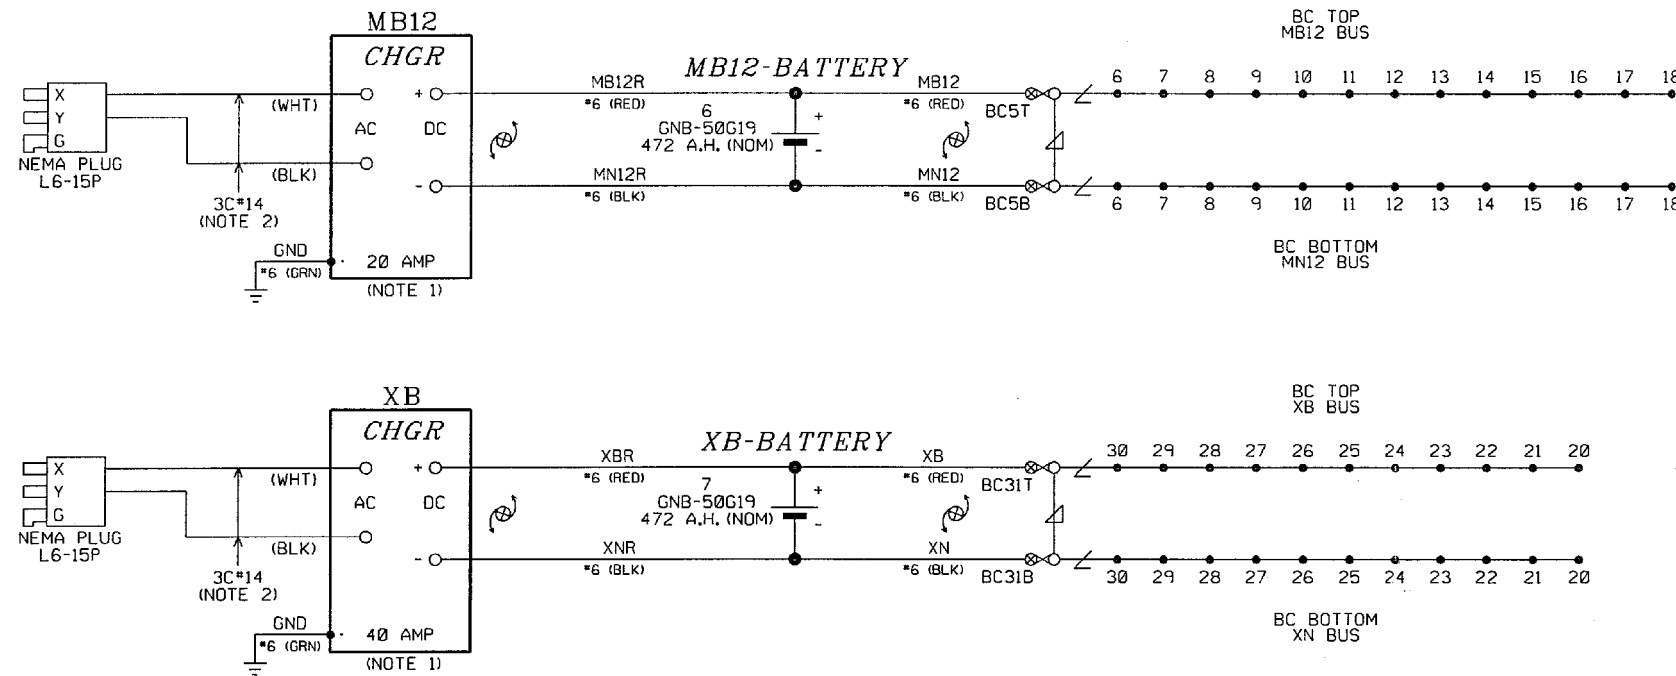 MB12
CHGR
BC TOP
MB12 BUS
MB12-BATTERY
X
Y
G
NEMA PLUG
L6-15P
(WHT)
(BLK)
3C#14
(NOTE 2)
GND
#6 (GRN)
+
AC
DC
-
20 AMP
(NOTE 1)
MB12R
#6 (RED)
6
GNB-50G19
472 A.H. (NOM)
+
-
MN12R
#6 (BLK)
MB12
#6 (RED)
BC5T
MN12
#6 (BLK)
BC5B
6 7 8 9 10 11 12 13 14 15 16 17 18
6 7 8 9 10 11 12 13 14 15 16 17 18
BC BOTTOM
MN12 BUS
XB
CHGR
BC TOP
XB BUS
XB-BATTERY
X
Y
G
NEMA PLUG
L6-15P
(WHT)
(BLK)
3C#14
(NOTE 2)
GND
#6 (GRN)
+
AC
DC
-
40 AMP
(NOTE 1)
XBR
#6 (RED)
7
GNB-50G19
472 A.H. (NOM)
+
-
XNR
#6 (BLK)
XB
#6 (RED)
BC31T
XN
#6 (BLK)
BC31B
30 29 28 27 26 25 24 23 22 21 20
30 29 28 27 26 25 24 23 22 21 20
BC BOTTOM
XN BUS